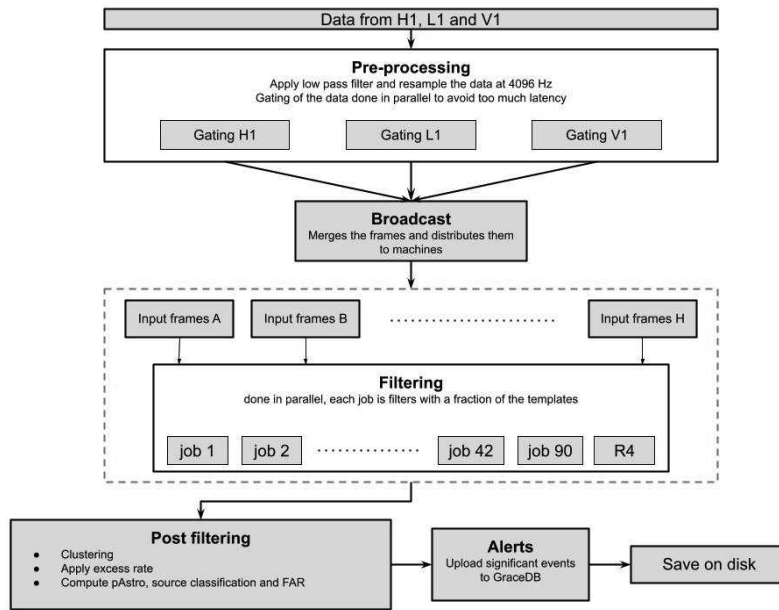 Data from H1, L1 and V1
Pre-processing
Apply low pass filter and resample the data at 4096 Hz
Gating of the data done in parallel to avoid too much latency
Gating H1
Gating L1
Gating V1
Broadcast
Merges the frames and distributes them
to machines
Input frames A
Input frames B
Input frames H
Filtering
done in parallel, each job is filters with a fraction of the templates
job 1
job 2
job 42
job 90
R4
Post filtering
● Clustering
● Apply excess rate
● Compute pAstro, source classification and FAR
Alerts
Upload significant events
to GraceDB
Save on disk